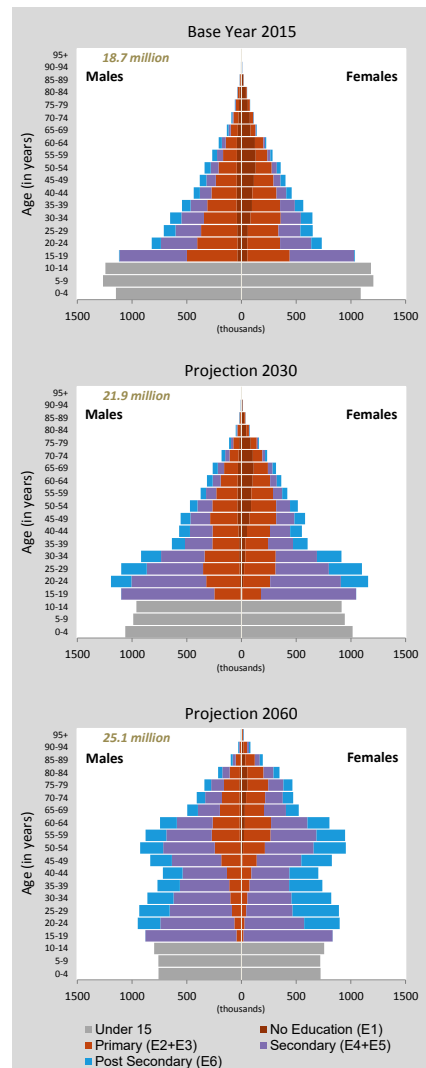 Base Year 2015
18.7 million
Males
Females
Age (in years)
95+
90-94
85-89
80-84
75-79
70-74
65-69
60-64
55-59
50-54
45-49
40-44
35-39
30-34
25-29
20-24
15-19
10-14
5-9
0-4
1500 1000 500 0 500 1000 1500
(thousands)
Projection 2030
21.9 million
Males
Females
Age (in years)
95+
90-94
85-89
80-84
75-79
70-74
65-69
60-64
55-59
50-54
45-49
40-44
35-39
30-34
25-29
20-24
15-19
10-14
5-9
0-4
1500 1000 500 0 500 1000 1500
(thousands)
Projection 2060
25.1 million
Males
Females
Age (in years)
95+
90-94
85-89
80-84
75-79
70-74
65-69
60-64
55-59
50-54
45-49
40-44
35-39
30-34
25-29
20-24
15-19
10-14
5-9
0-4
1500 1000 500 0 500 1000 1500
(thousands)
Under 15 No Education (E1)
Primary (E2+E3) Secondary (E4+E5)
Post Secondary (E6)